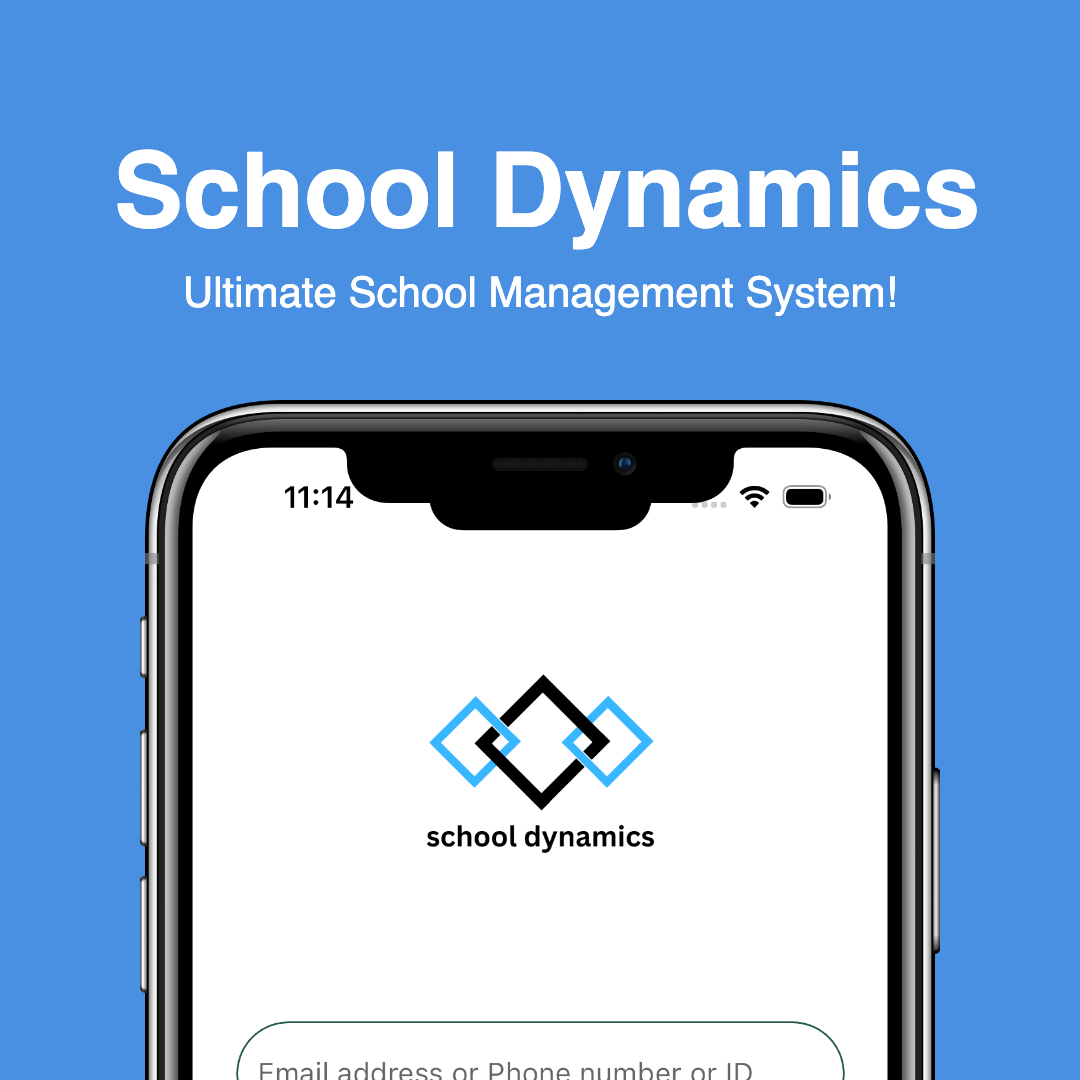 School Dynamics
Ultimate School Management System!
11:14
school dynamics
Email address or Phone number or ID